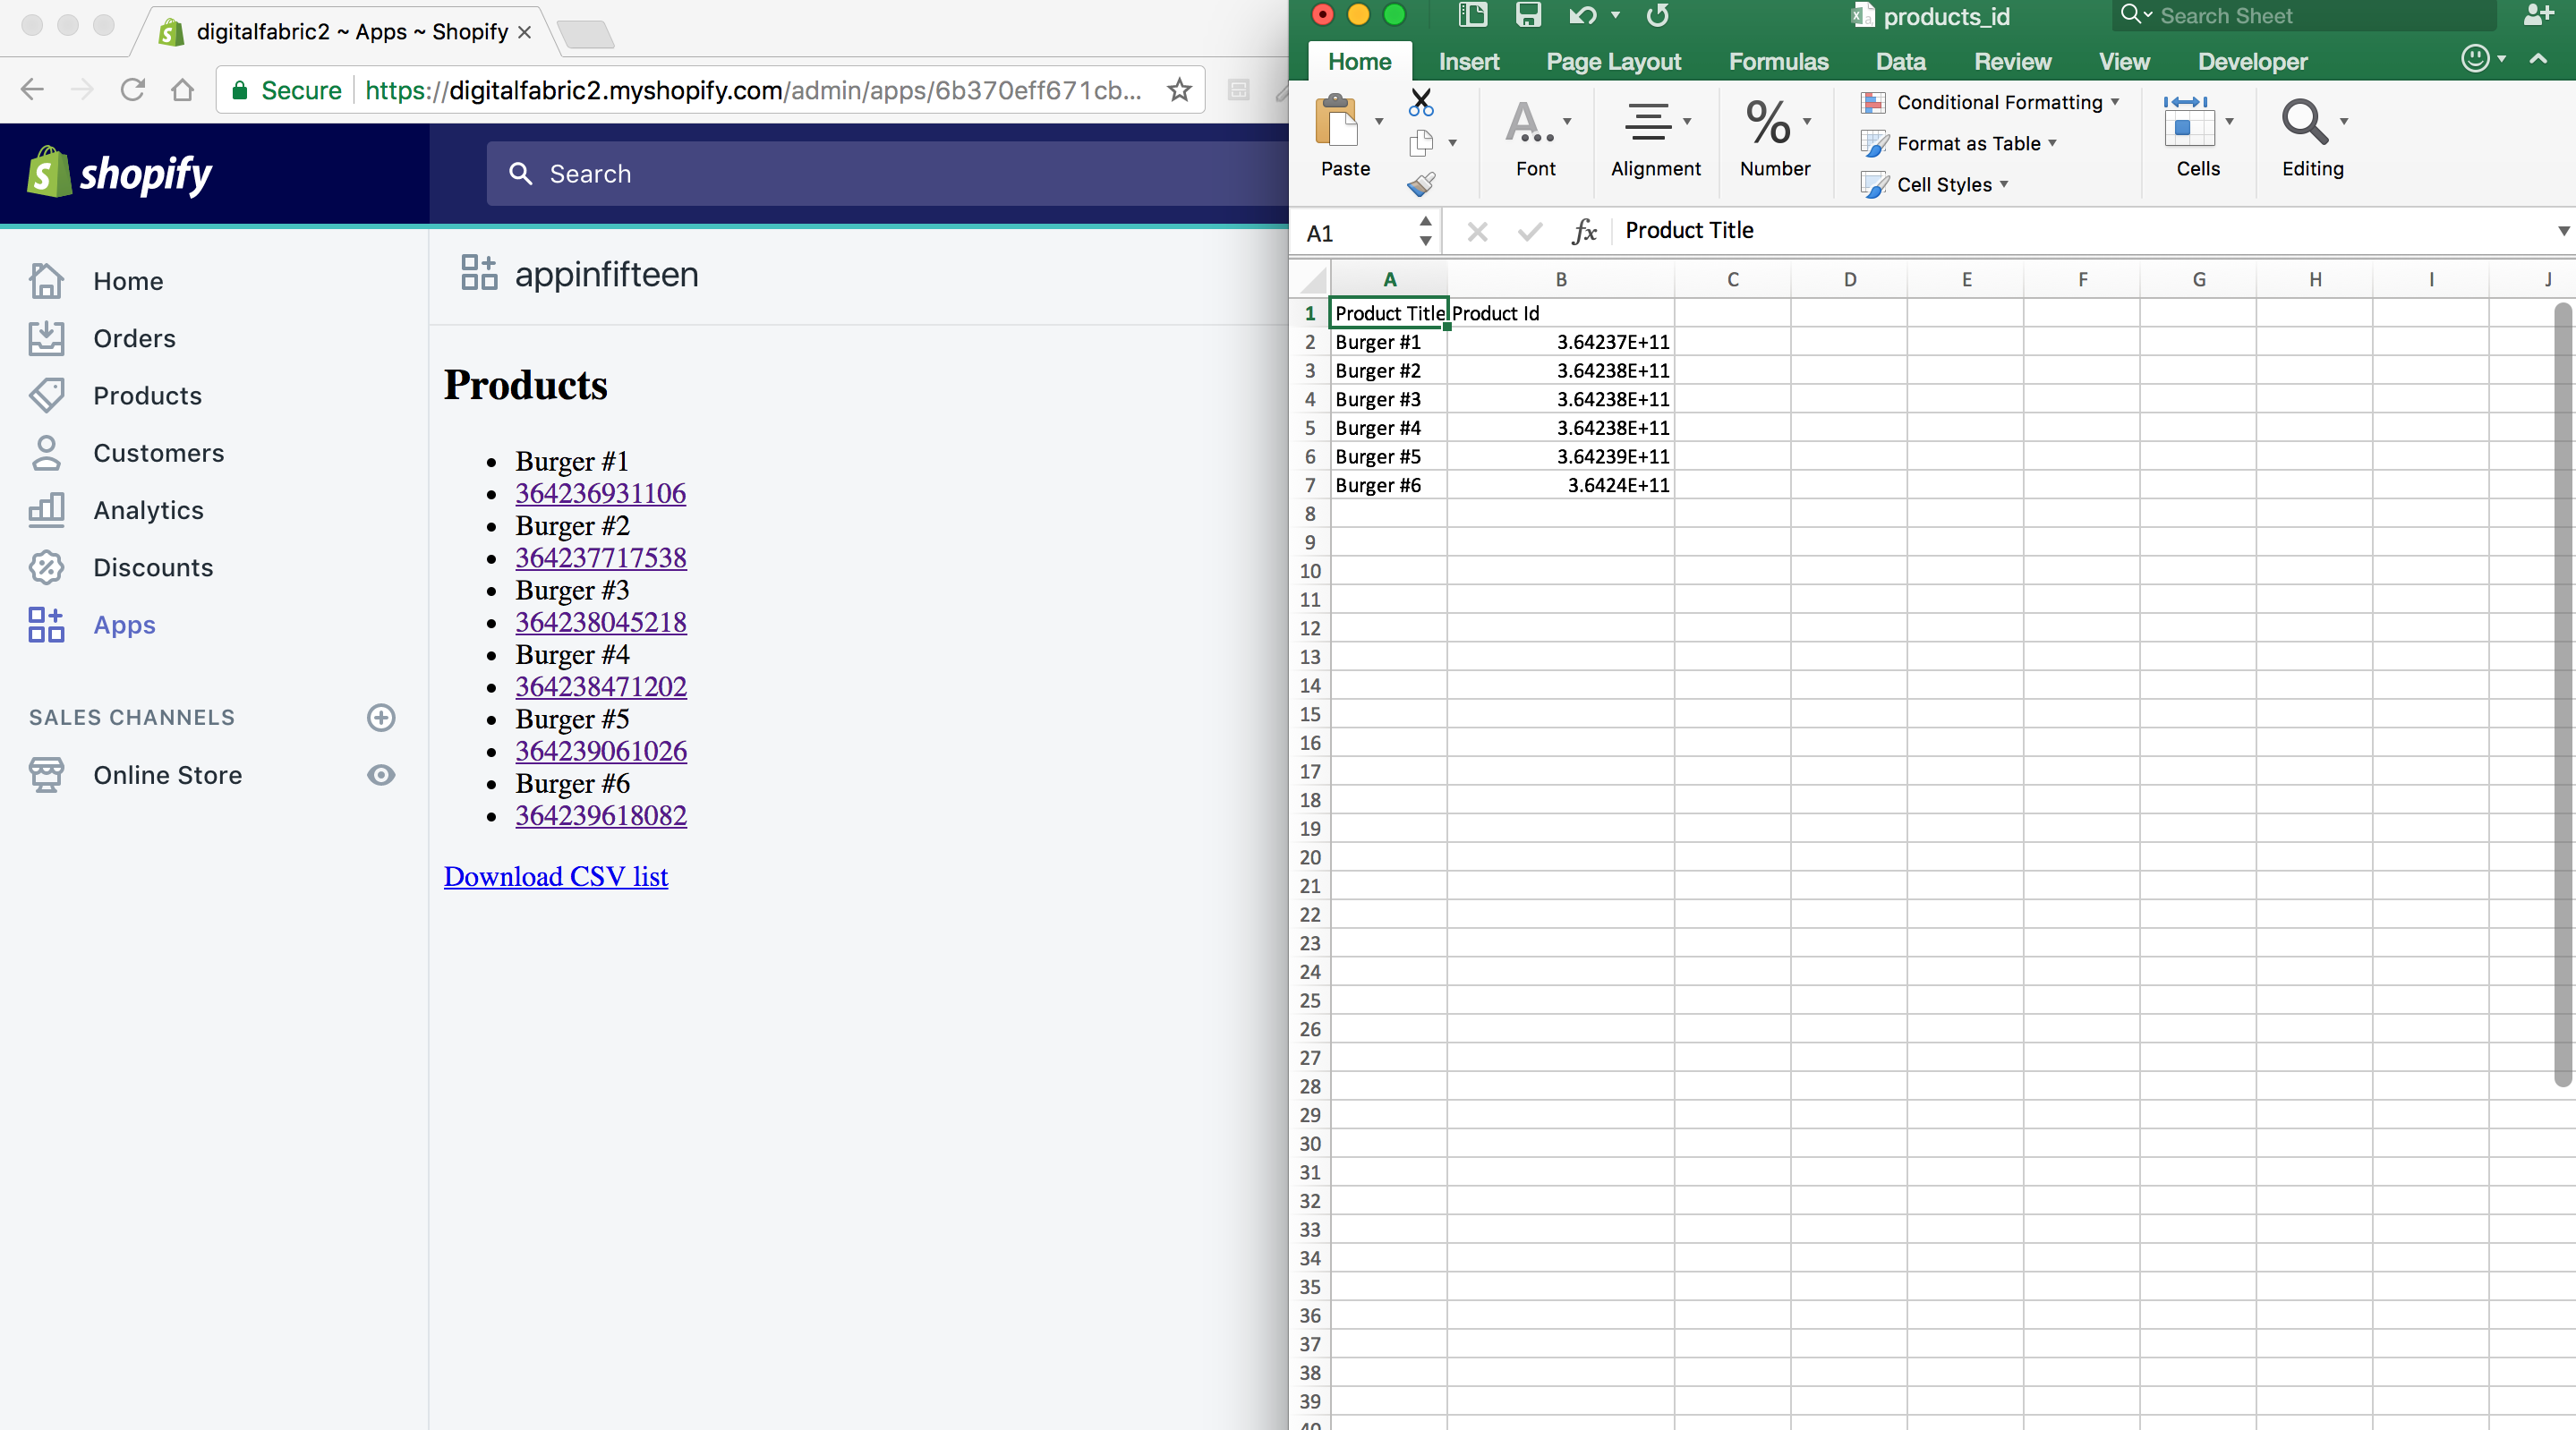 digitalfabric2 ~ Apps ~ Shopify
Secure https://digitalfabric2.myshopify.com/admin/apps/6b370eff671cb...
shopify
Search
Home
Orders
Products
Customers
Analytics
Discounts
Apps
SALES CHANNELS
Online Store
appinfifteen
Products
Burger #1
364236931106
Burger #2
364237717538
Burger #3
364238045218
Burger #4
364238471202
Burger #5
364239061026
Burger #6
364239618082
Download CSV list
products_id
Search Sheet
Home Insert Page Layout Formulas Data Review View Developer
Paste
Font
Alignment
%
Number
Conditional Formatting
Format as Table
Cell Styles
Cells
Editing
A1 fx Product Title
A B C D E F G H I J
1 Product Title Product Id
2 Burger #1 3.64237E+11
3 Burger #2 3.64238E+11
4 Burger #3 3.64238E+11
5 Burger #4 3.64238E+11
6 Burger #5 3.64239E+11
7 Burger #6 3.6424E+11
8
9
10
11
12
13
14
15
16
17
18
19
20
21
22
23
24
25
26
27
28
29
30
31
32
33
34
35
36
37
38
39
40